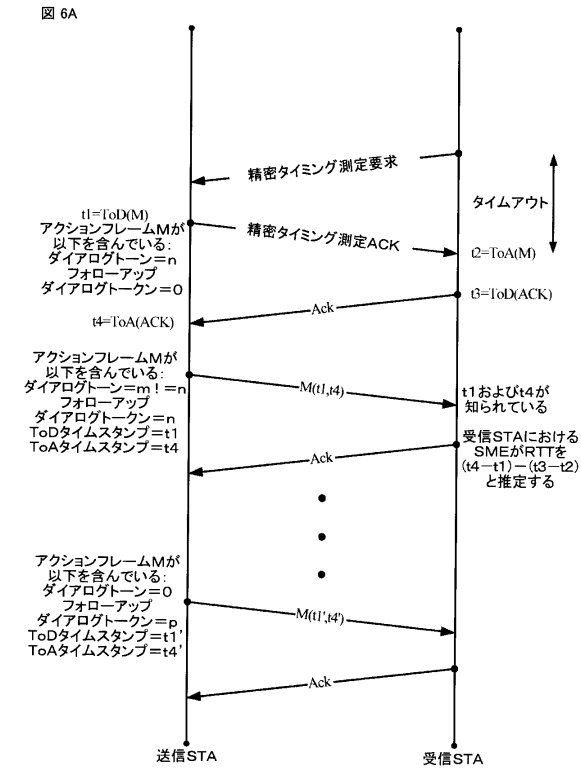 図 6A
精密タイミング測定要求
タイムアウト
t1=ToD(M)
アクションフレームMが
以下を含んでいる:
ダイアログトーン=n
フォローアップ
ダイアログトークン=0
精密タイミング測定ACK
t2=ToA(M)
t3=ToD(ACK)
Ack
t4=ToA(ACK)
アクションフレームMが
以下を含んでいる:
ダイアログトーン=m!=n
フォローアップ
ダイアログトークン=n
ToDタイムスタンプ=t1
ToAタイムスタンプ=t4
M(t1,t4)
t1およびt4が
知られている
受信STAにおける
SMEがRTTを
(t4-t1)-(t3-t2)
と推定する
Ack
アクションフレームMが
以下を含んでいる:
ダイアログトーン=0
フォローアップ
ダイアログトークン=p
ToDタイムスタンプ=t1'
ToAタイムスタンプ=t4'
M(t1',t4')
Ack
送信STA
受信STA